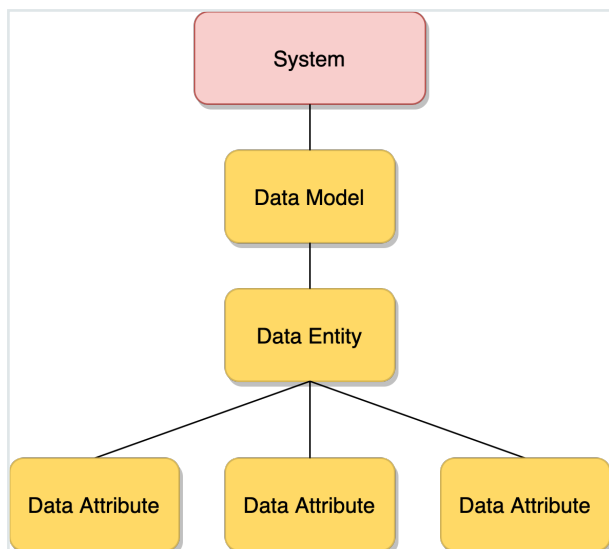 System
Data Model
Data Entity
Data Attribute
Data Attribute
Data Attribute